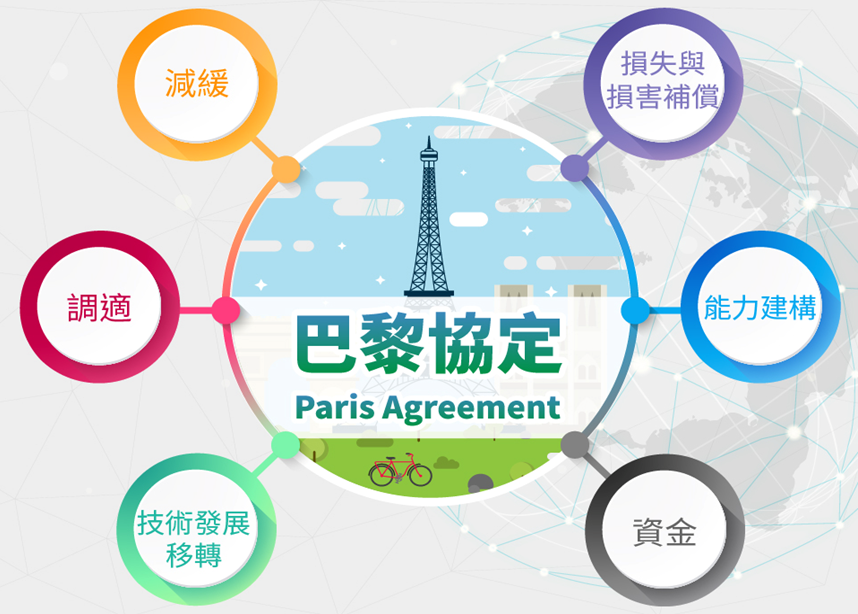 減緩
損失與
損害補償
調適
能力建構
巴黎協定
Paris Agreement
技術發展
移轉
資金